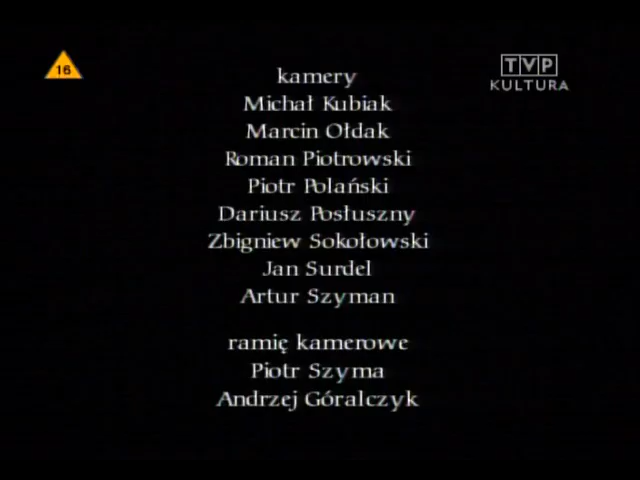 16
TVP
KULTURA
kamery
Michał Kubiak
Marcin Ołdak
Roman Piotrowski
Piotr Polański
Dariusz Posłuszny
Zbigniew Sokołowski
Jan Surdel
Artur Szyman
ramię kamerowe
Piotr Szyma
Andrzej Góralczyk